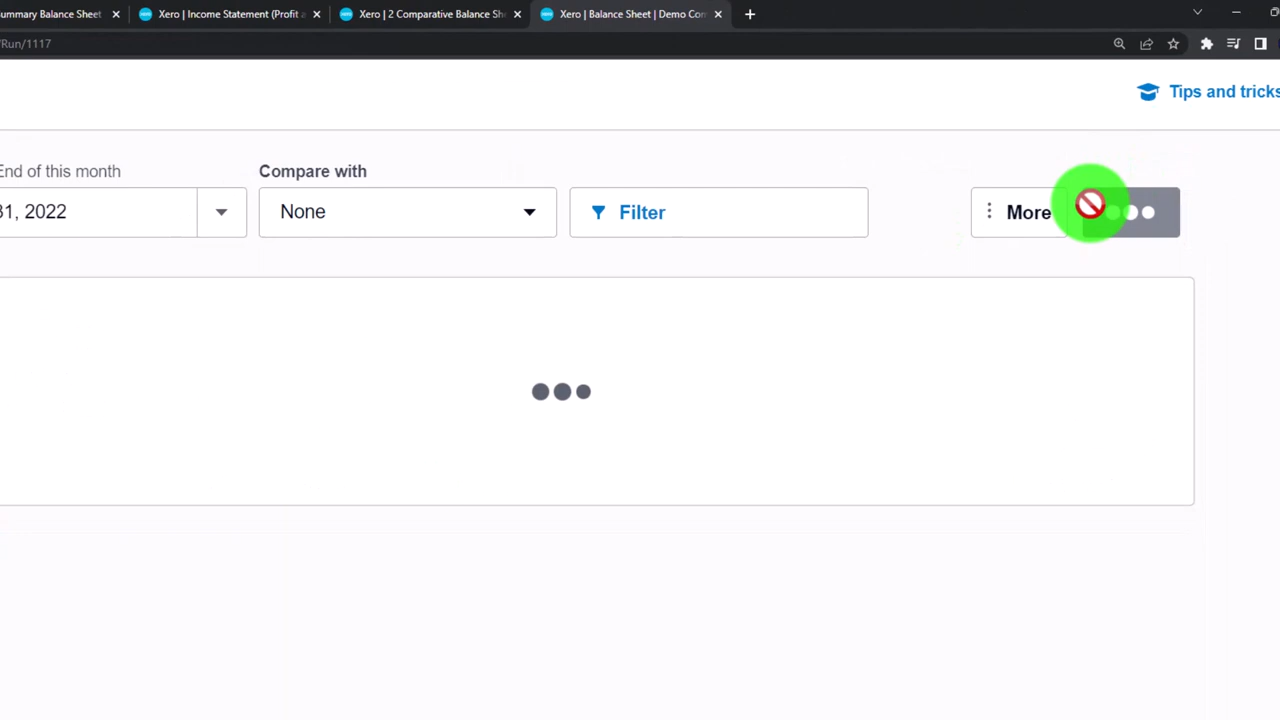 ummary Balance Sheet
Xero | Income Statement (Profit a
Xero | 2 Comparative Balance Sh
Xero | Balance Sheet | Demo Con
/Run/1117
Tips and tricks
End of this month
Compare with
31, 2022
None
Filter
More